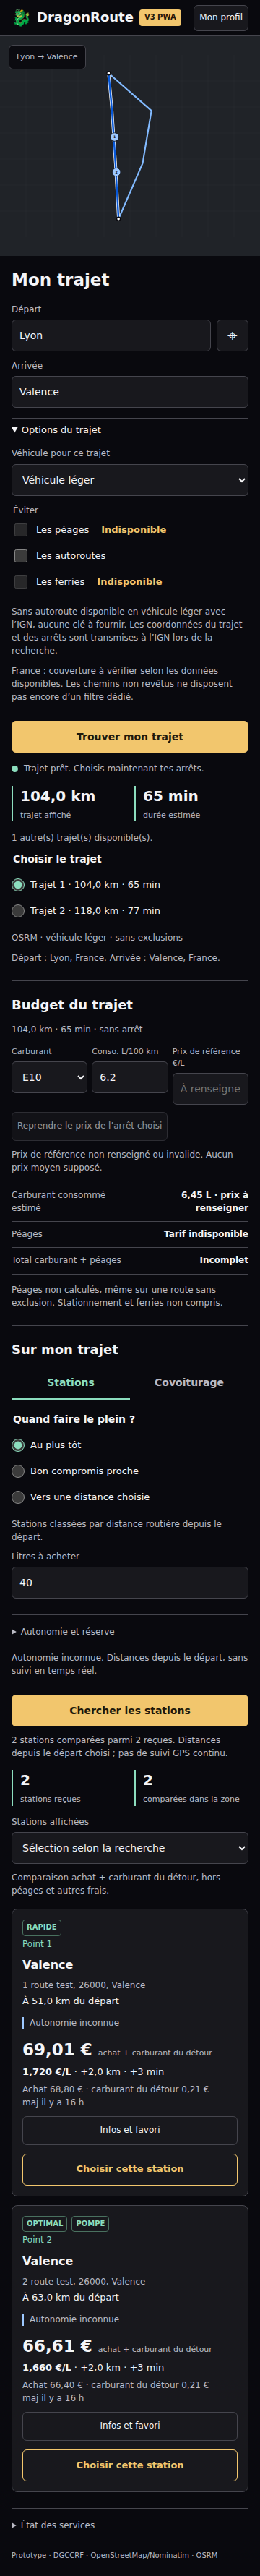 DragonRoute V3 PWA Mon profil
Lyon → Valence
Mon trajet
Départ
Lyon
Arrivée
Valence
Options du trajet
Véhicule pour ce trajet
Véhicule léger
Éviter
Les péages Indisponible
Les autoroutes
Les ferries Indisponible
Sans autoroute disponible en véhicule léger avec
l’IGN, aucune clé à fournir. Les coordonnées du trajet
et des arrêts sont transmises à l’IGN lors de la
recherche.
France : couverture à vérifier selon les données
disponibles. Les chemins non revêtus ne disposent
pas encore d’un filtre dédié.
Trouver mon trajet
Trajet prêt. Choisis maintenant tes arrêts.
104,0 km 65 min
trajet affiché durée estimée
1 autre(s) trajet(s) disponible(s).
Choisir le trajet
Trajet 1 · 104,0 km · 65 min
Trajet 2 · 118,0 km · 77 min
OSRM · véhicule léger · sans exclusions
Départ : Lyon, France. Arrivée : Valence, France.
Budget du trajet
104,0 km · 65 min · sans arrêt
Carburant Conso. L/100 km Prix de référence
€/L
E10 6.2 À renseigne
Reprendre le prix de l’arrêt choisi
Prix de référence non renseigné ou invalide. Aucun
prix moyen supposé.
Carburant consommé 6,45 L · prix à
estimé renseigner
Péages Tarif indisponible
Total carburant + péages Incomplet
Péages non calculés, même sur une route sans
exclusion. Stationnement et ferries non compris.
Sur mon trajet
Stations Covoiturage
Quand faire le plein ?
Au plus tôt
Bon compromis proche
Vers une distance choisie
Stations classées par distance routière depuis le
départ.
Litres à acheter
40
Autonomie et réserve
Autonomie inconnue. Distances depuis le départ, sans
suivi en temps réel.
Chercher les stations
2 stations comparées parmi 2 reçues. Distances
depuis le départ choisi ; pas de suivi GPS continu.
2 2
stations reçues comparées dans la zone
Stations affichées
Sélection selon la recherche
Comparaison achat + carburant du détour, hors
péages et autres frais.
RAPIDE
Point 1
Valence
1 route test, 26000, Valence
À 51,0 km du départ
Autonomie inconnue
69,01 € achat + carburant du détour
1,720 €/L · +2,0 km · +3 min
Achat 68,80 € · carburant du détour 0,21 €
maj il y a 16 h
Infos et favori
Choisir cette station
OPTIMAL POMPE
Point 2
Valence
2 route test, 26000, Valence
À 63,0 km du départ
Autonomie inconnue
66,61 € achat + carburant du détour
1,660 €/L · +2,0 km · +3 min
Achat 66,40 € · carburant du détour 0,21 €
maj il y a 16 h
Infos et favori
Choisir cette station
État des services
Prototype · DGCCRF · OpenStreetMap/Nominatim · OSRM